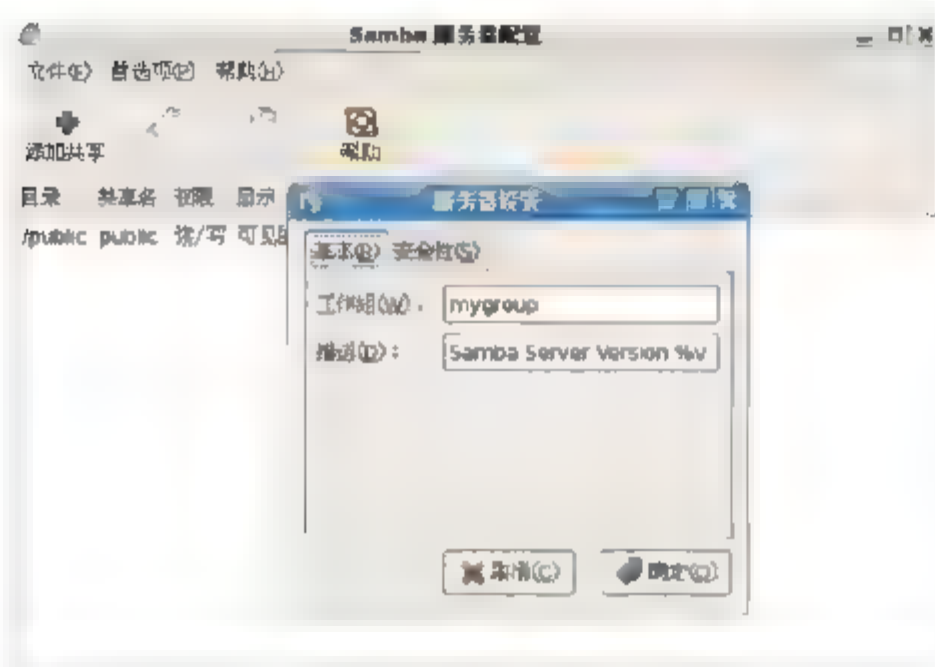 Samba 服务器配置
文件(F) 首选项(P) 帮助(H)
添加共享 帮助
目录 共享名 权限 显示
/public public 读/写 可见
服务器设置
基本(B) 安全性(S)
工作组(W): mygroup
描述(D): Samba Server Version %v
取消(C) 确定(O)